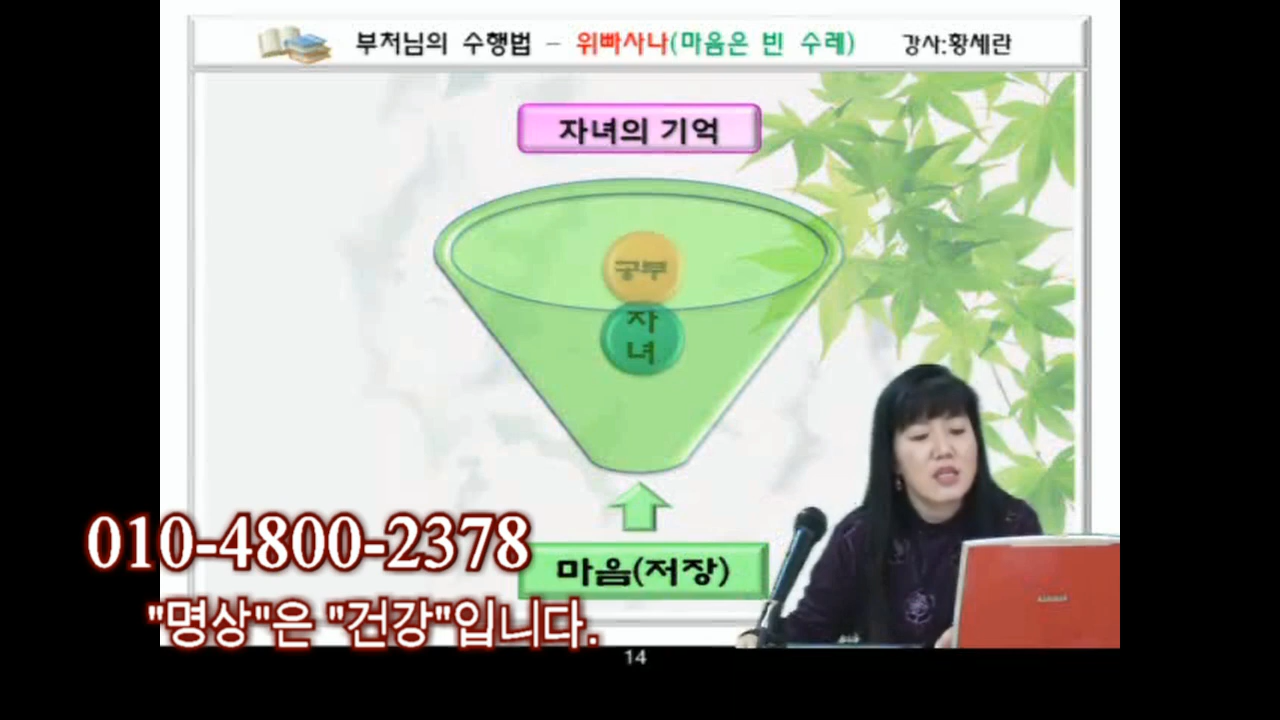 부처님의 수행법 - 위빠사나(마음은 빈 수레) 강사:황세란
자녀의 기억
공부
자
녀
010-4800-2378
마음(저장)
"명상"은 "건강"입니다.
14